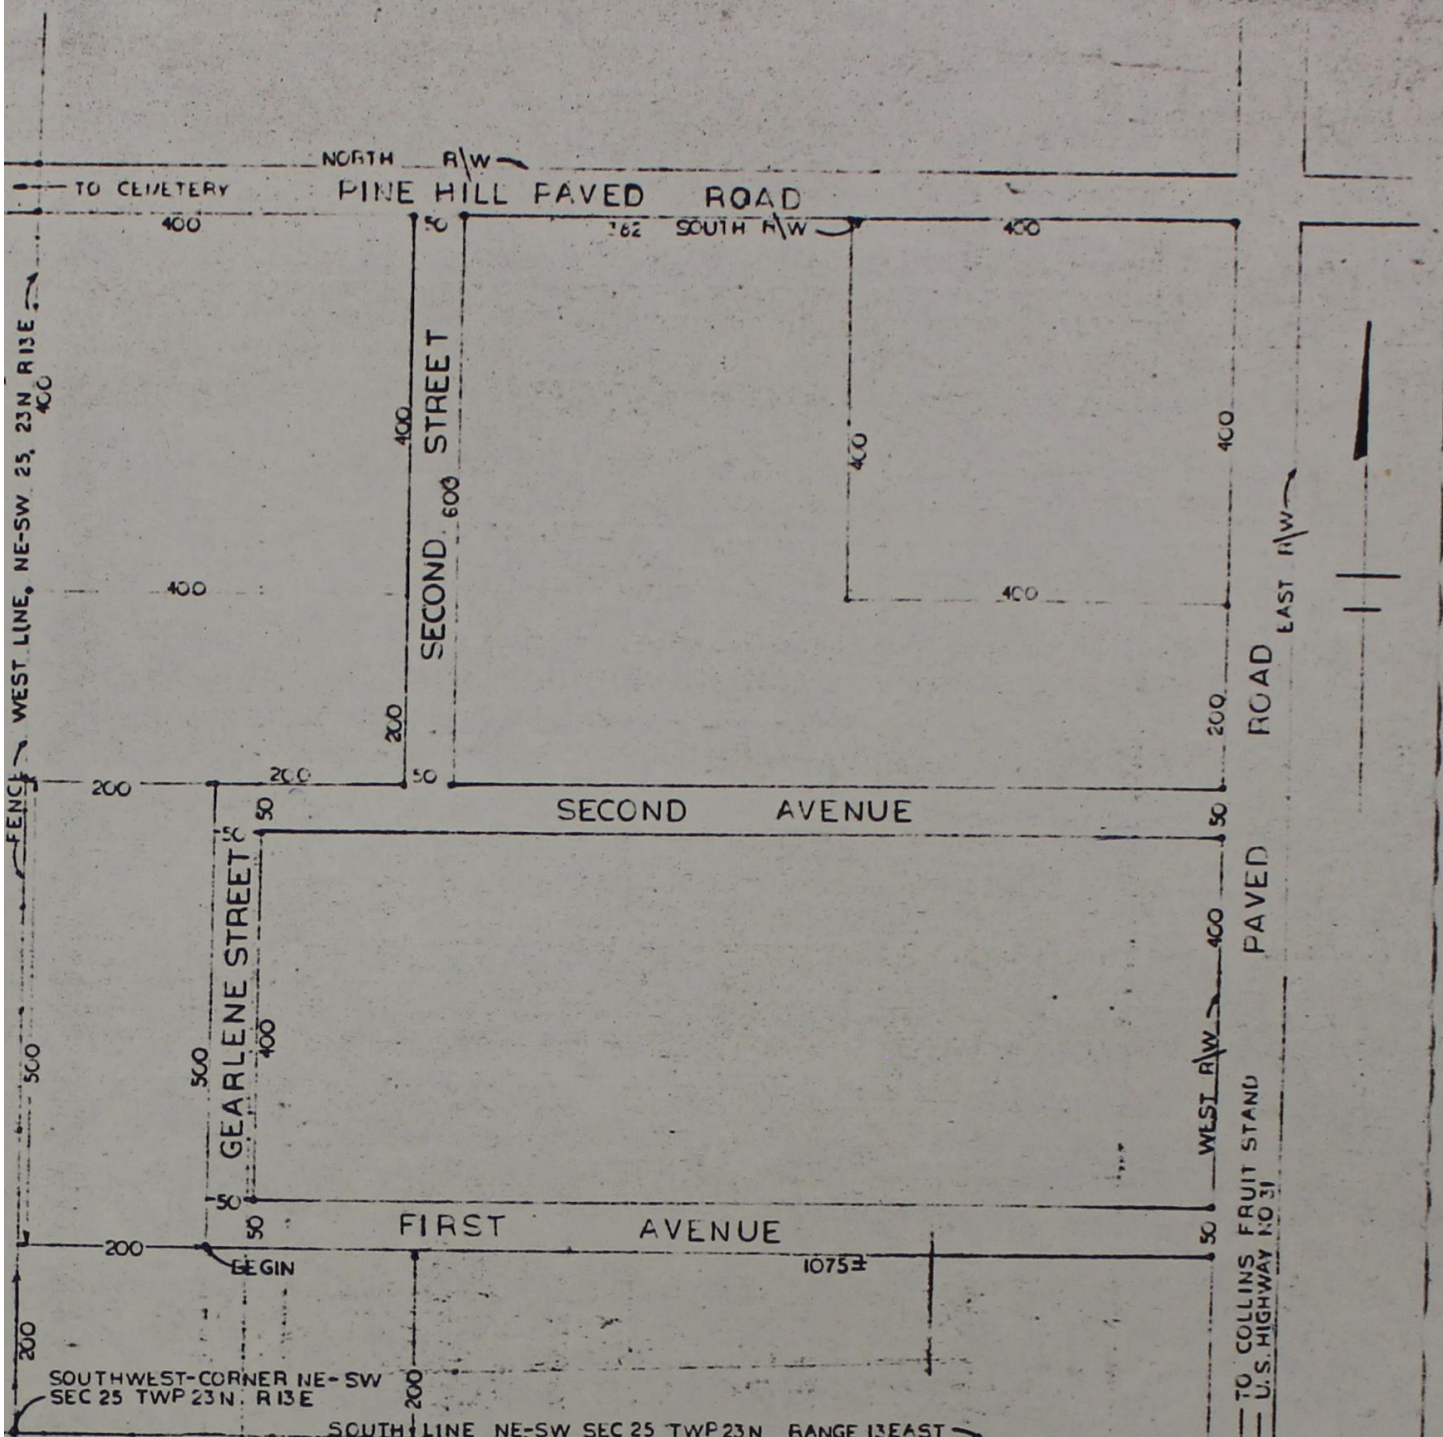 NORTH R\W
TO CEMETERY
PINE HILL PAVED ROAD
400
50
SOUTH R\W
400
WEST LINE, NE-SW 25, 23N R13E
400
400
SECOND STREET
600
400
400
400
400
200
EAST R\W
200
FENCE
200
200
50
50
SECOND AVENUE
50
50
GEARLENE STREET
500
500
400
400
WEST R\W
PAVED ROAD
50
50
FIRST AVENUE
50
200
BEGIN
1075±
200
200
SOUTHWEST-CORNER NE-SW
SEC 25 TWP 23N. R13E
SOUTH LINE NE-SW SEC 25 TWP 23N RANGE 13EAST
TO COLLINS FRUIT STAND
U.S. HIGHWAY NO 31